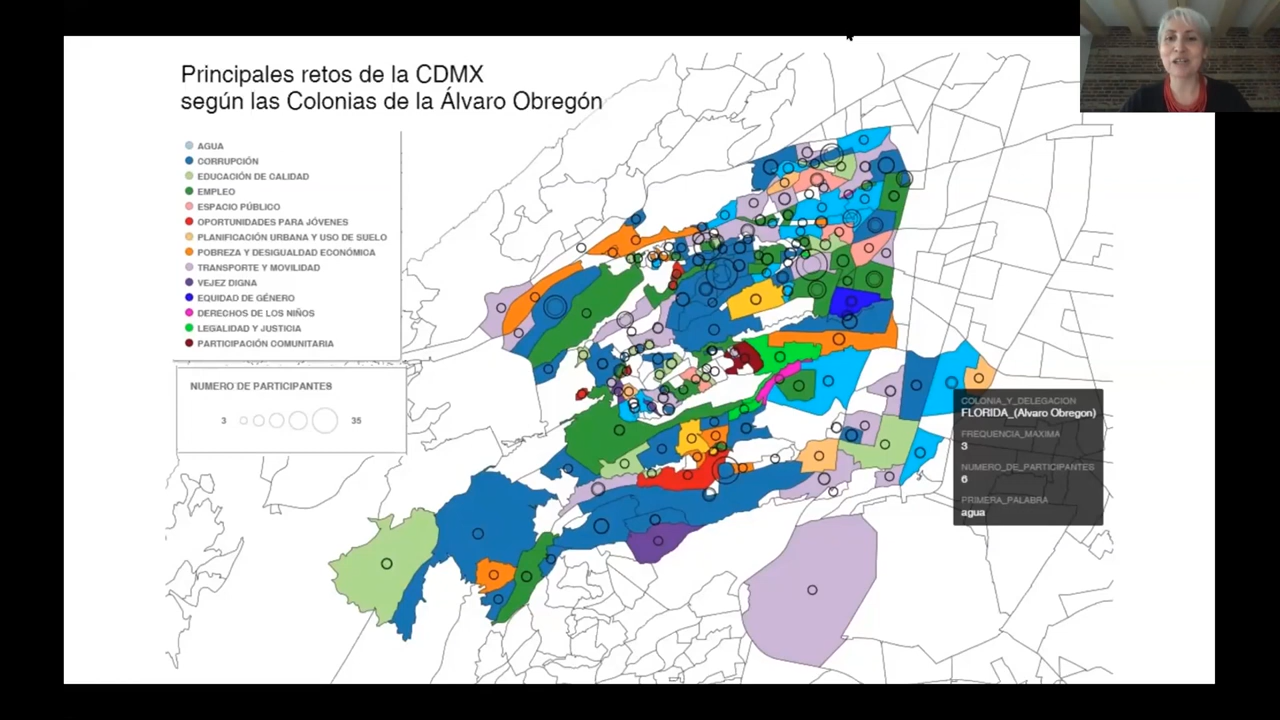 Principales retos de la CDMX
según las Colonias de la Álvaro Obregón
AGUA
CORRUPCIÓN
EDUCACIÓN DE CALIDAD
EMPLEO
ESPACIO PÚBLICO
OPORTUNIDADES PARA JÓVENES
PLANIFICACIÓN URBANA Y USO DE SUELO
POBREZA Y DESIGUALDAD ECONÓMICA
TRANSPORTE Y MOVILIDAD
VEJEZ DIGNA
EQUIDAD DE GÉNERO
DERECHOS DE LOS NIÑOS
LEGALIDAD Y JUSTICIA
PARTICIPACIÓN COMUNITARIA
NUMERO DE PARTICIPANTES
3 35
COLONIA_Y_DELEGACION
FLORIDA_(Alvaro Obregon)
FREQUENCIA_MAXIMA
3
NUMERO_DE_PARTICIPANTES
6
PRIMERA_PALABRA
agua